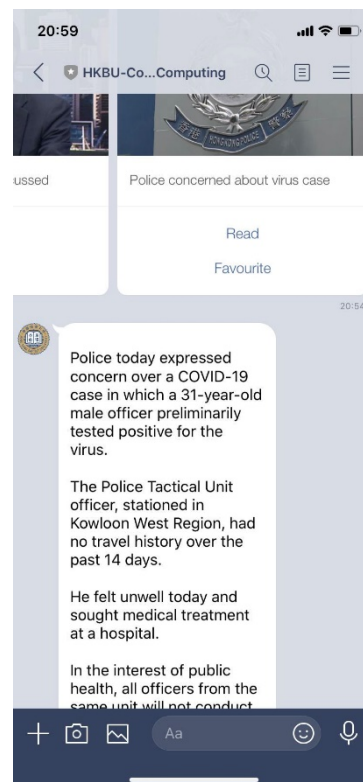 20:59
HKBU-Co...Computing
ussed
Police concerned about virus case
Read
Favourite
20:54
Police today expressed
concern over a COVID-19
case in which a 31-year-old
male officer preliminarily
tested positive for the
virus.
The Police Tactical Unit
officer, stationed in
Kowloon West Region, had
no travel history over the
past 14 days.
He felt unwell today and
sought medical treatment
at a hospital.
In the interest of public
health, all officers from the
same unit will not conduct
Aa